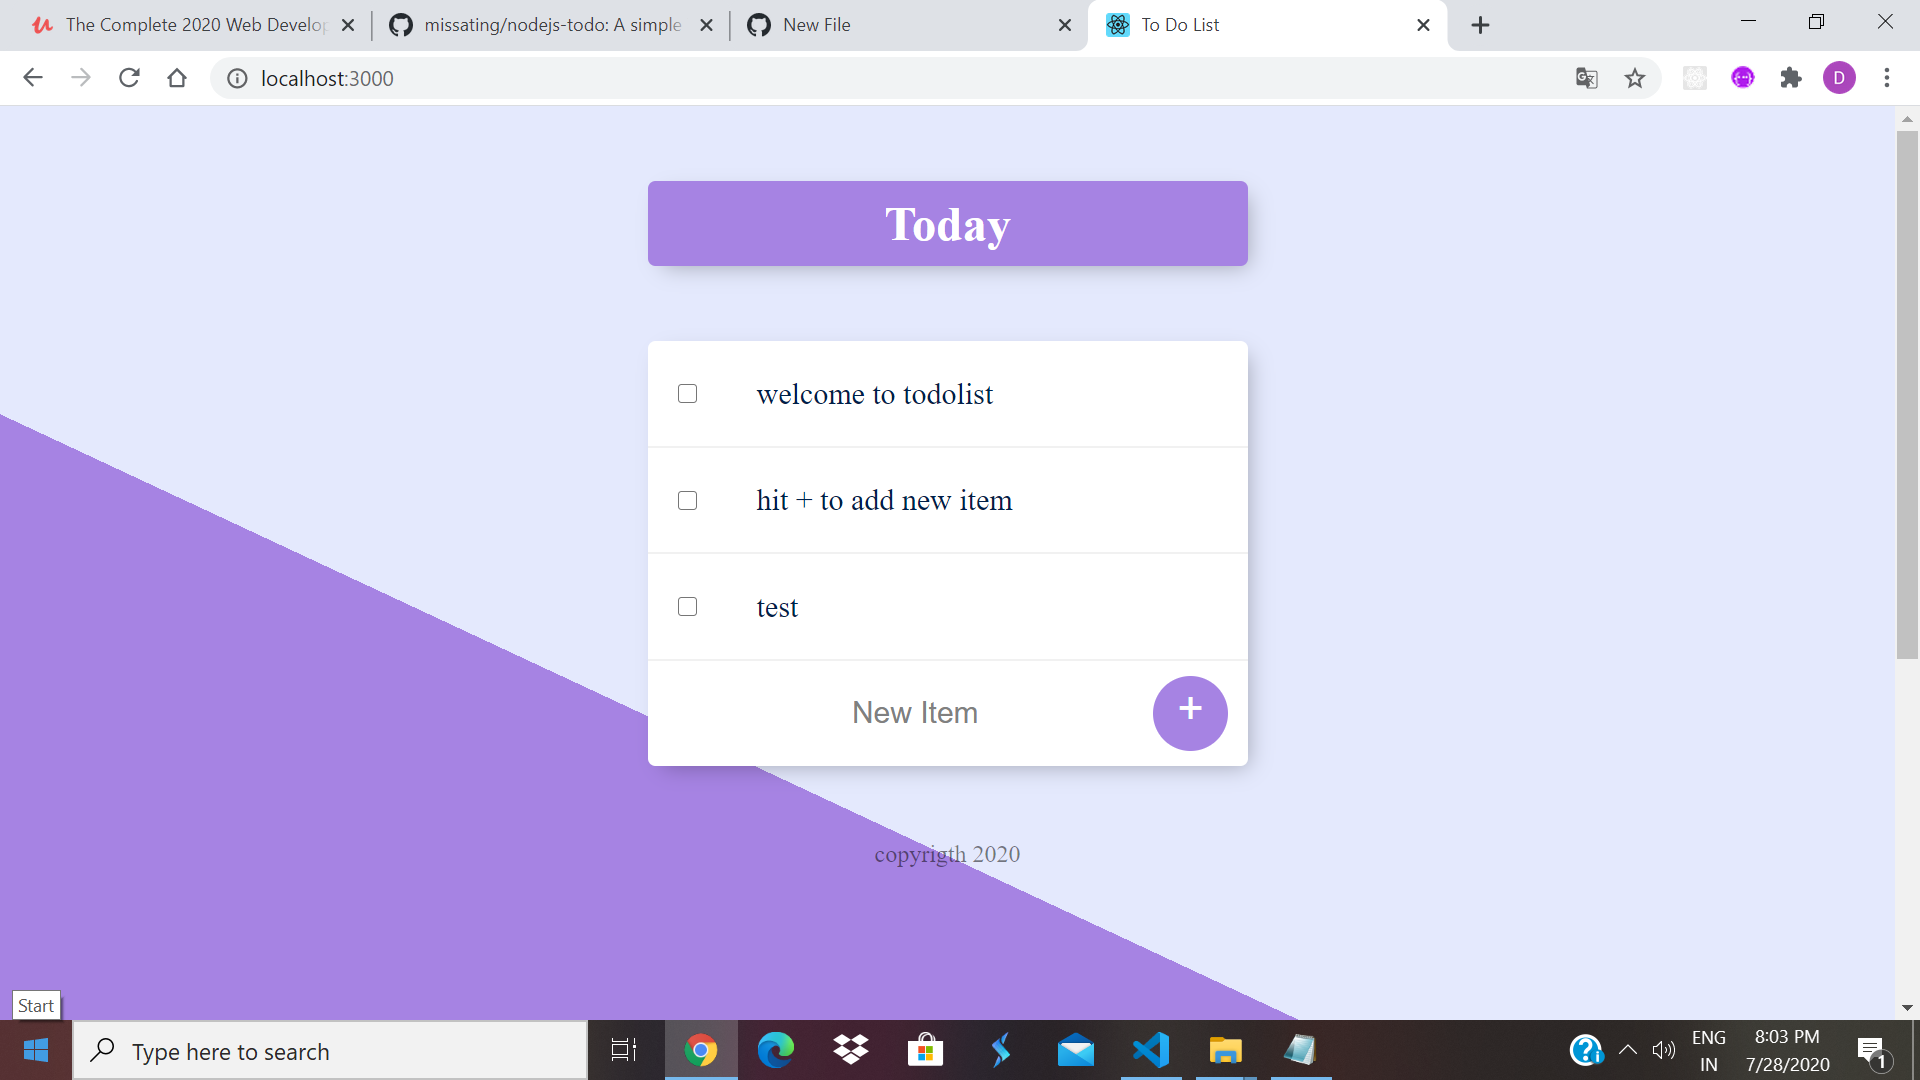 The Complete 2020 Web Develop
missating/nodejs-todo: A simple
New File
To Do List
localhost:3000
D
Today
welcome to todolist
hit + to add new item
test
New Item
+
copyrigth 2020
Start
Type here to search
ENG
IN
8:03 PM
7/28/2020
1